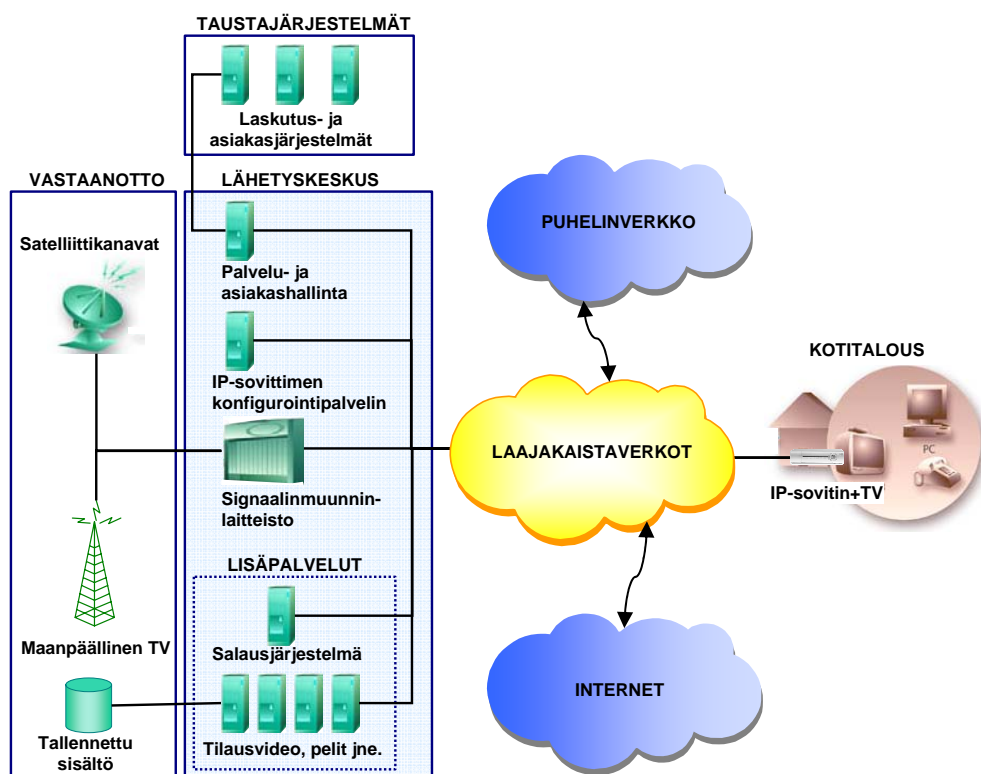 TAUSTAJÄRJESTELMÄT
Laskutus- ja
asiakasjärjestelmät
VASTAANOTTO
LÄHETYSKESKUS
Satelliittikanavat
Palvelu- ja
asiakashallinta
IP-sovittimen
konfigurointipalvelin
Signaalinmuunnin-
laitteisto
LISÄPALVELUT
Salausjärjestelmä
Maanpäällinen TV
Tallennettu
sisältö
Tilausvideo, pelit jne.
PUHELINVERKKO
LAAJAKAISTAVERKOT
INTERNET
KOTITALOUS
PC
IP-sovitin+TV